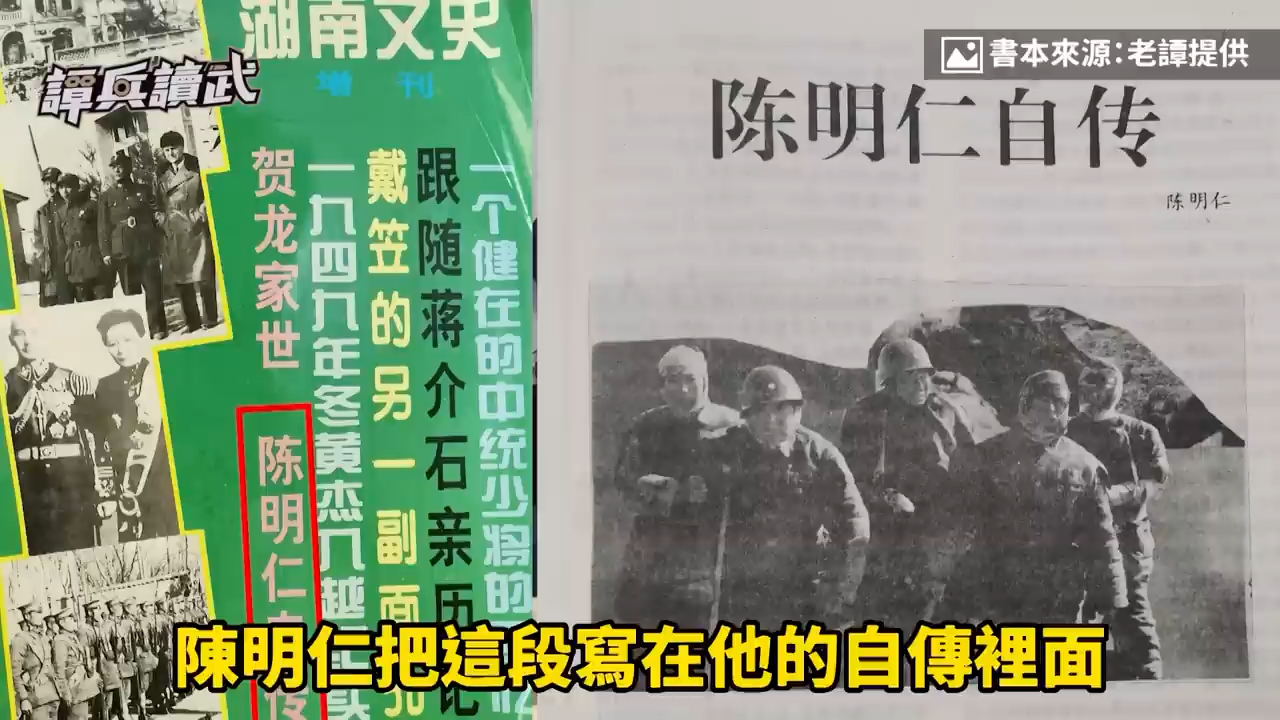 湖南文史
增刊
譚兵讀武
一个健在的中统少将的
跟随蒋介石亲历记
戴笠的另一副面孔
一九四九年冬黄杰入越
贺龙家世
陈明仁自传
書本來源:老譚提供
陈明仁自传
陈明仁
陳明仁把這段寫在他的自傳裡面